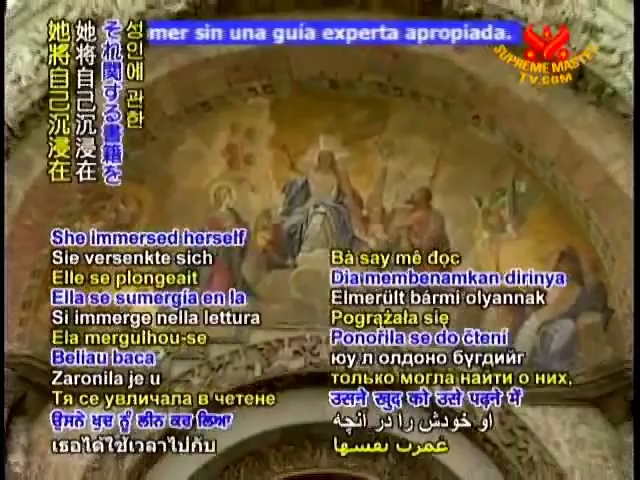 mer sin una guía experta apropiada.
SUPREME MASTER
TV.COM
성인에 관한
それ関する書籍を
她将自己沉浸在
她將自己沉浸在
She immersed herself
Sie versenkte sich
Elle se plongeait
Ella se sumergía en la
Si immerge nella lettura
Ela mergulhou-se
Beliau baca
Zaronila je u
Тя се увличала в четене
ਉਸਨੇ ਖੁਦ ਨੂੰ ਲੀਨ ਕਰ ਲਿਆ
เธอได้ใช้เวลาไปกับ
Bà say mê đọc
Dia membenamkan dirinya
Elmerült bármi olyannak
Pogrążała się
Ponořila se do čtení
юу л олдоно бүгдийг
только могла найти о них,
उसने खुद को उसे पढ़ने में
او خودش را در آنچه
غمرت نفسها